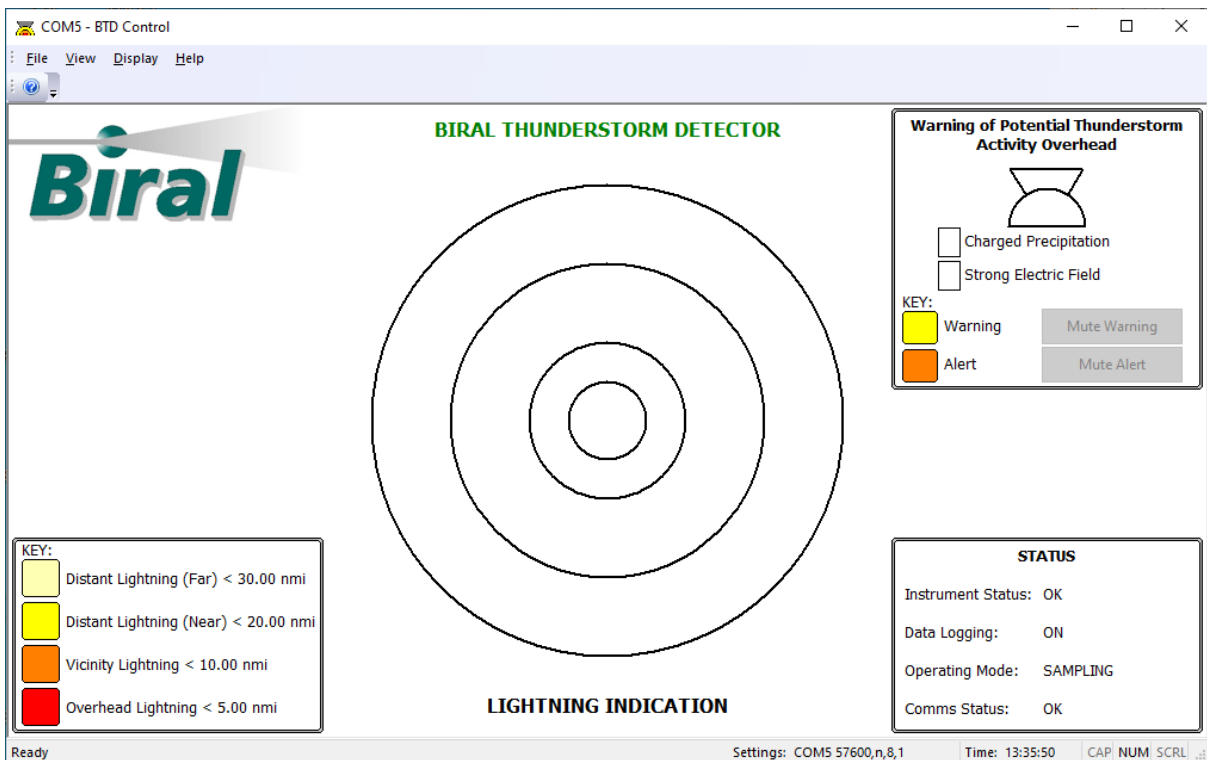 COM5 - BTD Control
File View Display Help
Biral
BIRAL THUNDERSTORM DETECTOR
Warning of Potential Thunderstorm
Activity Overhead
Charged Precipitation
Strong Electric Field
KEY:
Warning
Mute Warning
Alert
Mute Alert
KEY:
Distant Lightning (Far) < 30.00 nmi
Distant Lightning (Near) < 20.00 nmi
Vicinity Lightning < 10.00 nmi
Overhead Lightning < 5.00 nmi
LIGHTNING INDICATION
STATUS
Instrument Status: OK
Data Logging: ON
Operating Mode: SAMPLING
Comms Status: OK
Ready
Settings: COM5 57600,n,8,1
Time: 13:35:50
CAP NUM SCRL